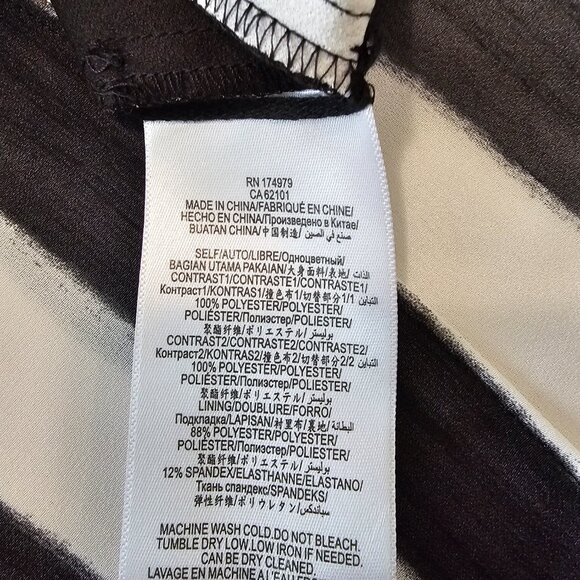 RN 174979
CA 62101
MADE IN CHINA/FABRIQUÉ EN CHINE/
HECHO EN CHINA/Произведено в Китае/
BUATAN CHINA/中国制造/ صنع في الصين
SELF/AUTO/LIBRE/Одноцветный/
BAGIAN UTAMA PAKAIAN/大身面料/表地/ الذات
CONTRAST1/CONTRASTE1/CONTRASTE1/
Контраст1/KONTRAS1/撞色布1/切替部分1/1 التباين
100% POLYESTER/POLYESTER/
POLIÉSTER/Полиэстер/POLIESTER/
聚酯纤维/ポリエステル/بوليستر
CONTRAST2/CONTRASTE2/CONTRASTE2/
Контраст2/KONTRAS2/撞色布2/切替部分2/2 التباين
100% POLYESTER/POLYESTER/
POLIÉSTER/Полиэстер/POLIESTER/
聚酯纤维/ポリエステル/بوليستر
LINING/DOUBLURE/FORRO/
Подкладка/LAPISAN/衬里布/裏地/ البطانة
88% POLYESTER/POLYESTER/
POLIÉSTER/Полиэстер/POLIESTER/
聚酯纤维/ポリエステル/بوليستر
12% SPANDEX/ELASTHANNE/ELASTANO/
Ткань спандекс/SPANDEKS/
弹性纤维/ポリウレタン/سباندكس
MACHINE WASH COLD.DO NOT BLEACH.
TUMBLE DRY LOW.LOW IRON IF NEEDED.
CAN BE DRY CLEANED.
LAVAGE EN MACHINE A L'EAU